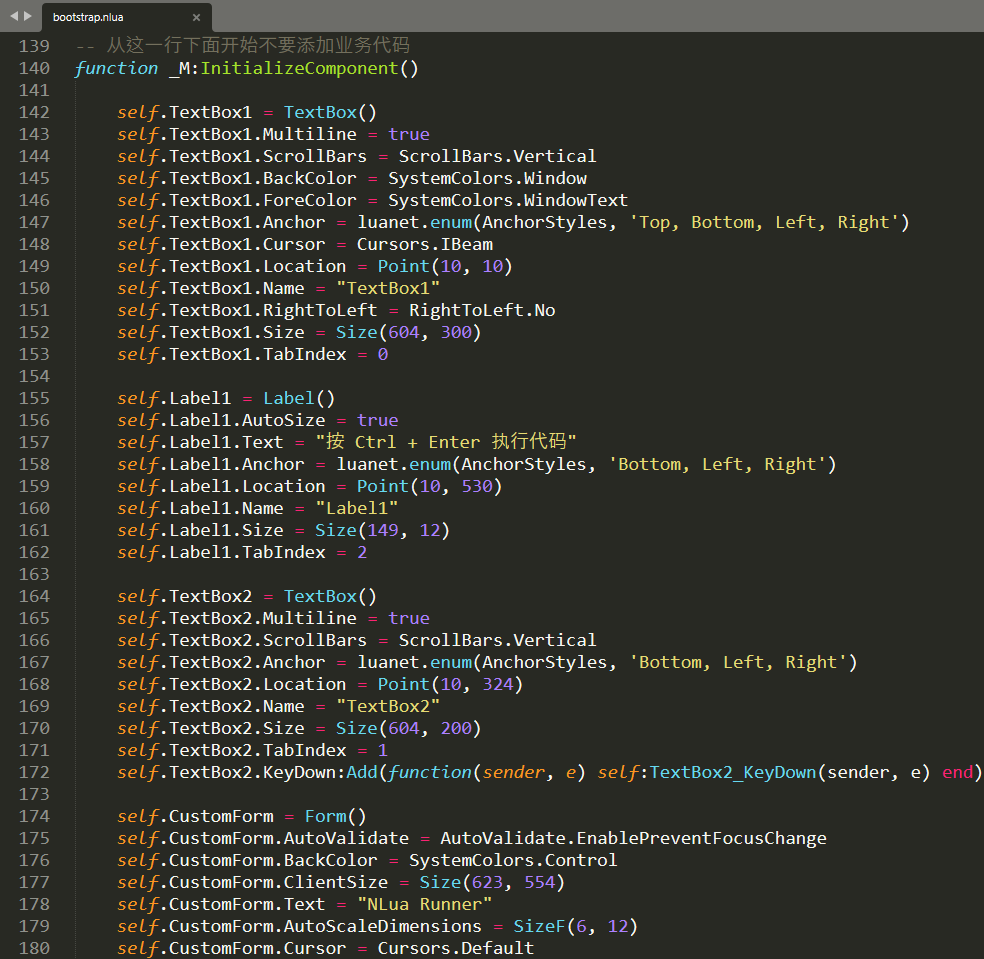 bootstrap.nlua
139 -- 从这一行下面开始不要添加业务代码
140 function _M:InitializeComponent()
141
142 self.TextBox1 = TextBox()
143 self.TextBox1.Multiline = true
144 self.TextBox1.ScrollBars = ScrollBars.Vertical
145 self.TextBox1.BackColor = SystemColors.Window
146 self.TextBox1.ForeColor = SystemColors.WindowText
147 self.TextBox1.Anchor = luanet.enum(AnchorStyles, 'Top, Bottom, Left, Right')
148 self.TextBox1.Cursor = Cursors.IBeam
149 self.TextBox1.Location = Point(10, 10)
150 self.TextBox1.Name = "TextBox1"
151 self.TextBox1.RightToLeft = RightToLeft.No
152 self.TextBox1.Size = Size(604, 300)
153 self.TextBox1.TabIndex = 0
154
155 self.Label1 = Label()
156 self.Label1.AutoSize = true
157 self.Label1.Text = "按 Ctrl + Enter 执行代码"
158 self.Label1.Anchor = luanet.enum(AnchorStyles, 'Bottom, Left, Right')
159 self.Label1.Location = Point(10, 530)
160 self.Label1.Name = "Label1"
161 self.Label1.Size = Size(149, 12)
162 self.Label1.TabIndex = 2
163
164 self.TextBox2 = TextBox()
165 self.TextBox2.Multiline = true
166 self.TextBox2.ScrollBars = ScrollBars.Vertical
167 self.TextBox2.Anchor = luanet.enum(AnchorStyles, 'Bottom, Left, Right')
168 self.TextBox2.Location = Point(10, 324)
169 self.TextBox2.Name = "TextBox2"
170 self.TextBox2.Size = Size(604, 200)
171 self.TextBox2.TabIndex = 1
172 self.TextBox2.KeyDown:Add(function(sender, e) self:TextBox2_KeyDown(sender, e) end)
173
174 self.CustomForm = Form()
175 self.CustomForm.AutoValidate = AutoValidate.EnablePreventFocusChange
176 self.CustomForm.BackColor = SystemColors.Control
177 self.CustomForm.ClientSize = Size(623, 554)
178 self.CustomForm.Text = "NLua Runner"
179 self.CustomForm.AutoScaleDimensions = SizeF(6, 12)
180 self.CustomForm.Cursor = Cursors.Default